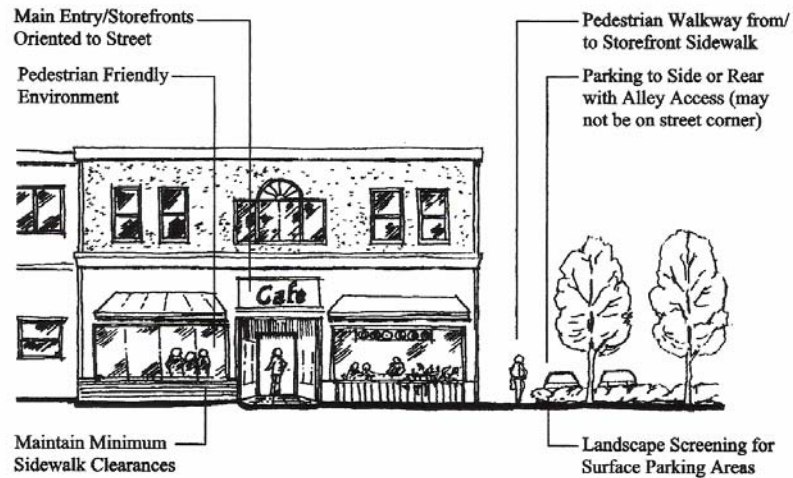 Main Entry/Storefronts
Oriented to Street
Pedestrian Friendly
Environment
Pedestrian Walkway from/
to Storefront Sidewalk
Parking to Side or Rear
with Alley Access (may
not be on street corner)
Cafe
Maintain Minimum
Sidewalk Clearances
Landscape Screening for
Surface Parking Areas